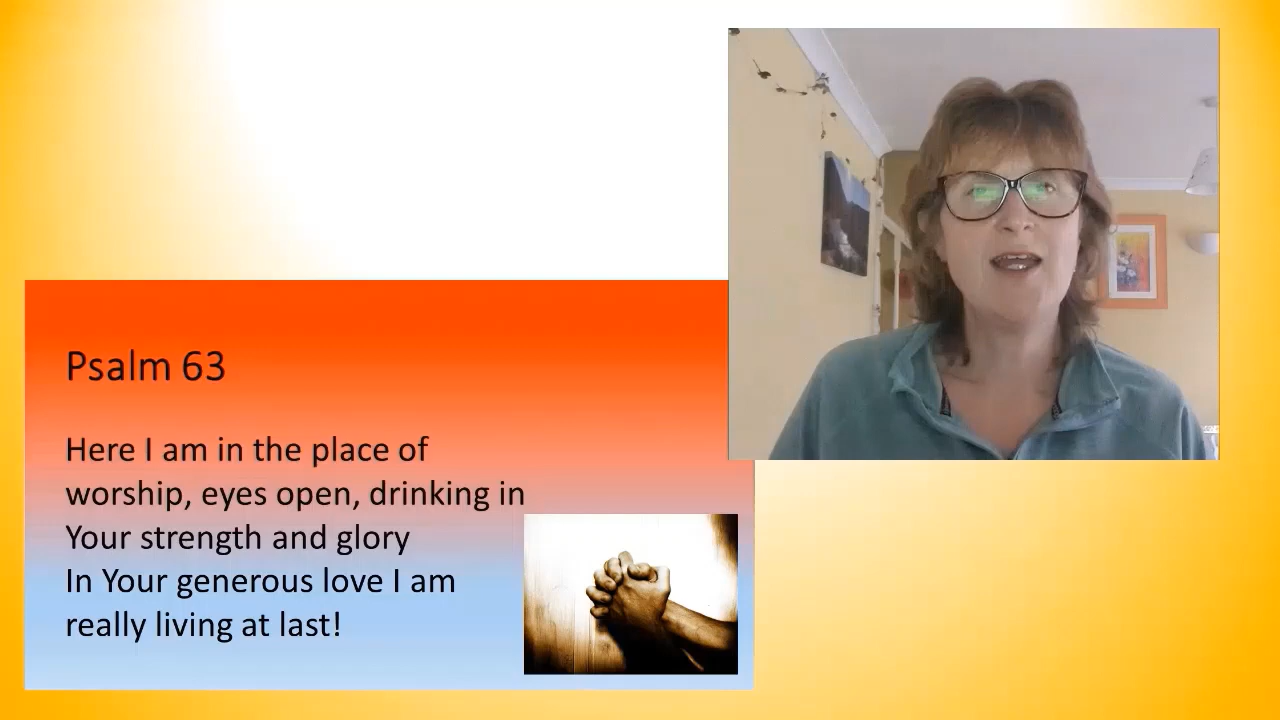 Psalm 63
Here I am in the place of
worship, eyes open, drinking in
Your strength and glory
In Your generous love I am
really living at last!